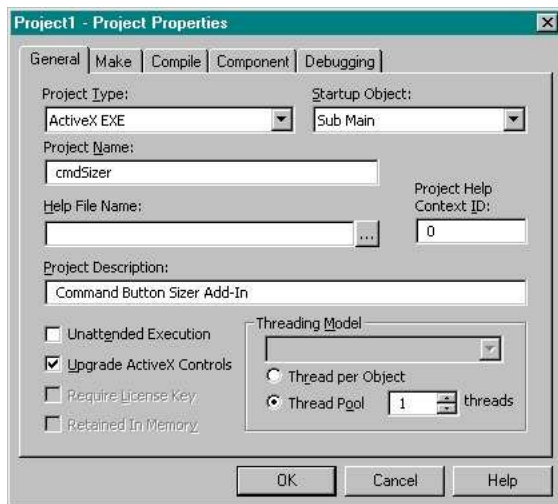 Project1 - Project Properties
General Make Compile Component Debugging
Project Type: Startup Object:
ActiveX EXE Sub Main
Project Name:
cmdSizer
Project Help
Context ID:
Help File Name:
0
...
Project Description:
Command Button Sizer Add-In
Unattended Execution
Upgrade ActiveX Controls
Require License Key
Retained In Memory
Threading Model
Thread per Object
Thread Pool 1 threads
OK Cancel Help